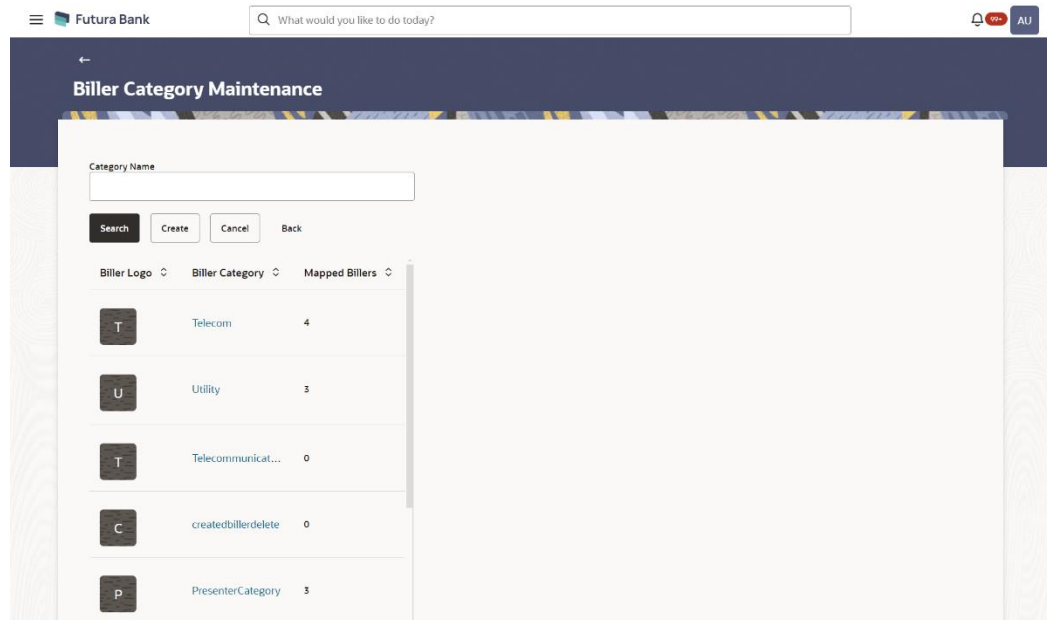 Futura Bank
What would you like to do today?
99+
AU
Biller Category Maintenance
Category Name
Search Create Cancel Back
Biller Logo Biller Category Mapped Billers
T Telecom 4
U Utility 3
T Telecommunicat... 0
C createdbillerdelete 0
P PresenterCategory 3